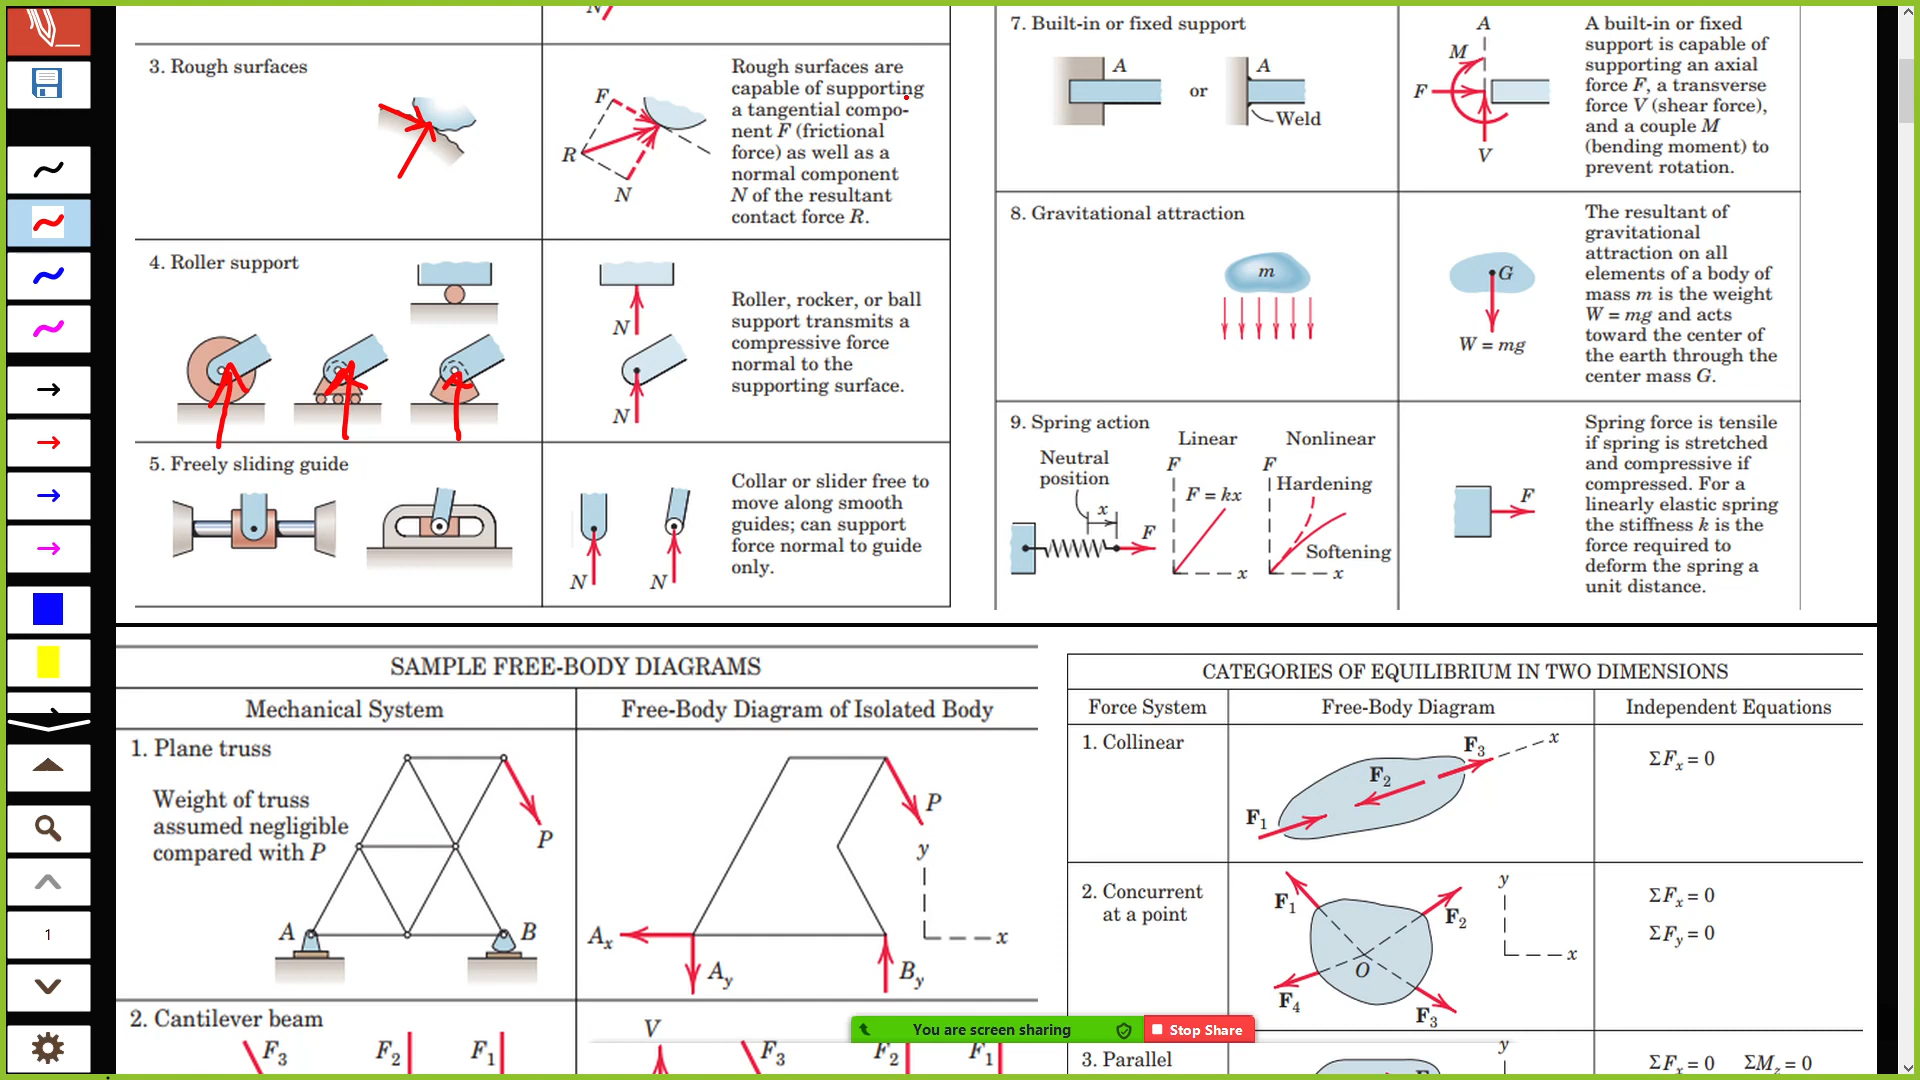 N
3. Rough surfaces
F
R
N
Rough surfaces are
capable of supporting
a tangential compo-
nent F (frictional
force) as well as a
normal component
N of the resultant
contact force R.
4. Roller support
N
N
Roller, rocker, or ball
support transmits a
compressive force
normal to the
supporting surface.
5. Freely sliding guide
N
N
Collar or slider free to
move along smooth
guides; can support
force normal to guide
only.
7. Built-in or fixed support
A
or
A
Weld
A
M
F
V
A built-in or fixed
support is capable of
supporting an axial
force F, a transverse
force V (shear force),
and a couple M
(bending moment) to
prevent rotation.
8. Gravitational attraction
m
G
W = mg
The resultant of
gravitational
attraction on all
elements of a body of
mass m is the weight
W = mg and acts
toward the center of
the earth through the
center mass G.
9. Spring action
Neutral
position
x
F
Linear
F
F = kx
x
Nonlinear
F
Hardening
Softening
x
F
Spring force is tensile
if spring is stretched
and compressive if
compressed. For a
linearly elastic spring
the stiffness k is the
force required to
deform the spring a
unit distance.
SAMPLE FREE-BODY DIAGRAMS
Mechanical System
Free-Body Diagram of Isolated Body
1. Plane truss
Weight of truss
assumed negligible
compared with P
P
A
B
P
y
x
Ax
Ay
By
2. Cantilever beam
F3
F2
F1
V
F3
F2
F1
CATEGORIES OF EQUILIBRIUM IN TWO DIMENSIONS
Force System
Free-Body Diagram
Independent Equations
1. Collinear
F1
F2
F3
x
ΣFx = 0
2. Concurrent
at a point
F1
F2
O
F4
F3
y
x
ΣFx = 0
ΣFy = 0
3. Parallel
y
ΣFx = 0 ΣMz = 0
You are screen sharing
Stop Share
1